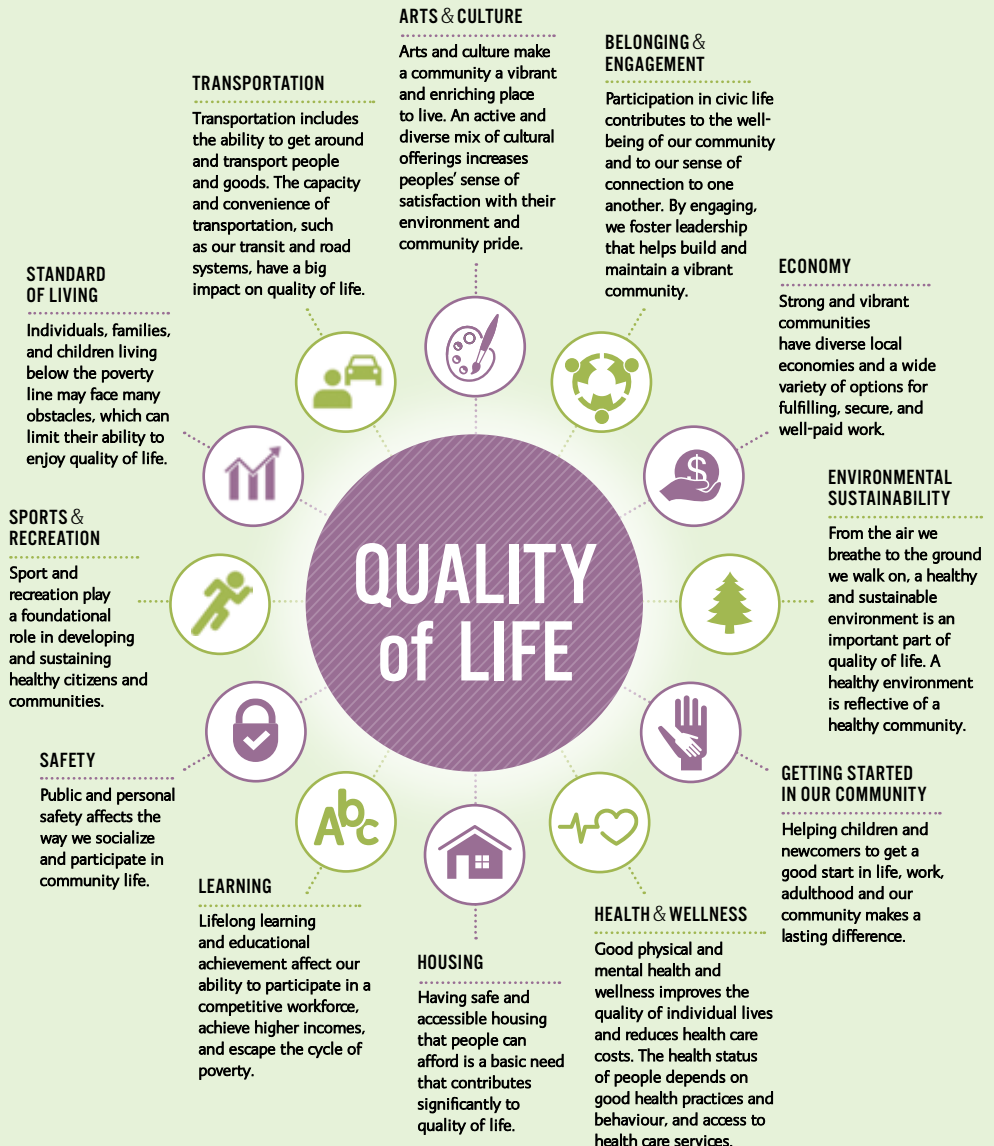 ARTS & CULTURE
Arts and culture make
a community a vibrant
and enriching place
to live. An active and
diverse mix of cultural
offerings increases
peoples’ sense of
satisfaction with their
environment and
community pride.
BELONGING &
ENGAGEMENT
Participation in civic life
contributes to the well-
being of our community
and to our sense of
connection to one
another. By engaging,
we foster leadership
that helps build and
maintain a vibrant
community.
ECONOMY
Strong and vibrant
communities
have diverse local
economies and a wide
variety of options for
fulfilling, secure, and
well-paid work.
ENVIRONMENTAL
SUSTAINABILITY
From the air we
breathe to the ground
we walk on, a healthy
and sustainable
environment is an
important part of
quality of life. A
healthy environment
is reflective of a
healthy community.
GETTING STARTED
IN OUR COMMUNITY
Helping children and
newcomers to get a
good start in life, work,
adulthood and our
community makes a
lasting difference.
HEALTH & WELLNESS
Good physical and
mental health and
wellness improves the
quality of individual lives
and reduces health care
costs. The health status
of people depends on
good health practices and
behaviour, and access to
health care services.
HOUSING
Having safe and
accessible housing
that people can
afford is a basic need
that contributes
significantly to
quality of life.
LEARNING
Lifelong learning
and educational
achievement affect our
ability to participate in a
competitive workforce,
achieve higher incomes,
and escape the cycle of
poverty.
SAFETY
Public and personal
safety affects the
way we socialize
and participate in
community life.
SPORTS &
RECREATION
Sport and
recreation play
a foundational
role in developing
and sustaining
healthy citizens and
communities.
STANDARD
OF LIVING
Individuals, families,
and children living
below the poverty
line may face many
obstacles, which can
limit their ability to
enjoy quality of life.
TRANSPORTATION
Transportation includes
the ability to get around
and transport people
and goods. The capacity
and convenience of
transportation, such
as our transit and road
systems, have a big
impact on quality of life.
QUALITY
of LIFE
$
Abc